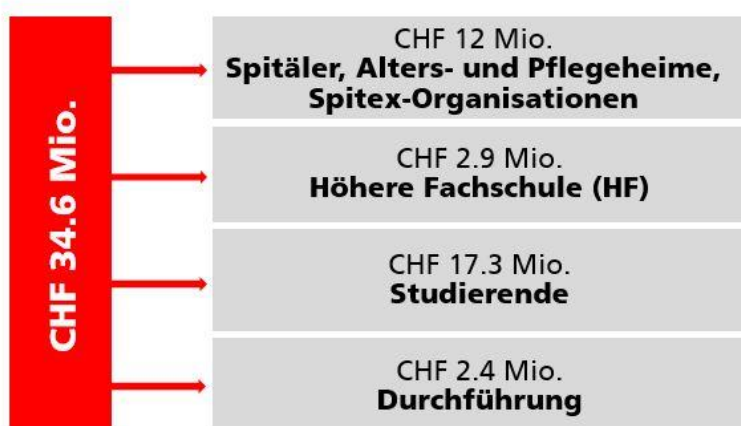 CHF 34.6 Mio.
CHF 12 Mio.
Spitäler, Alters- und Pflegeheime,
Spitex-Organisationen
CHF 2.9 Mio.
Höhere Fachschule (HF)
CHF 17.3 Mio.
Studierende
CHF 2.4 Mio.
Durchführung